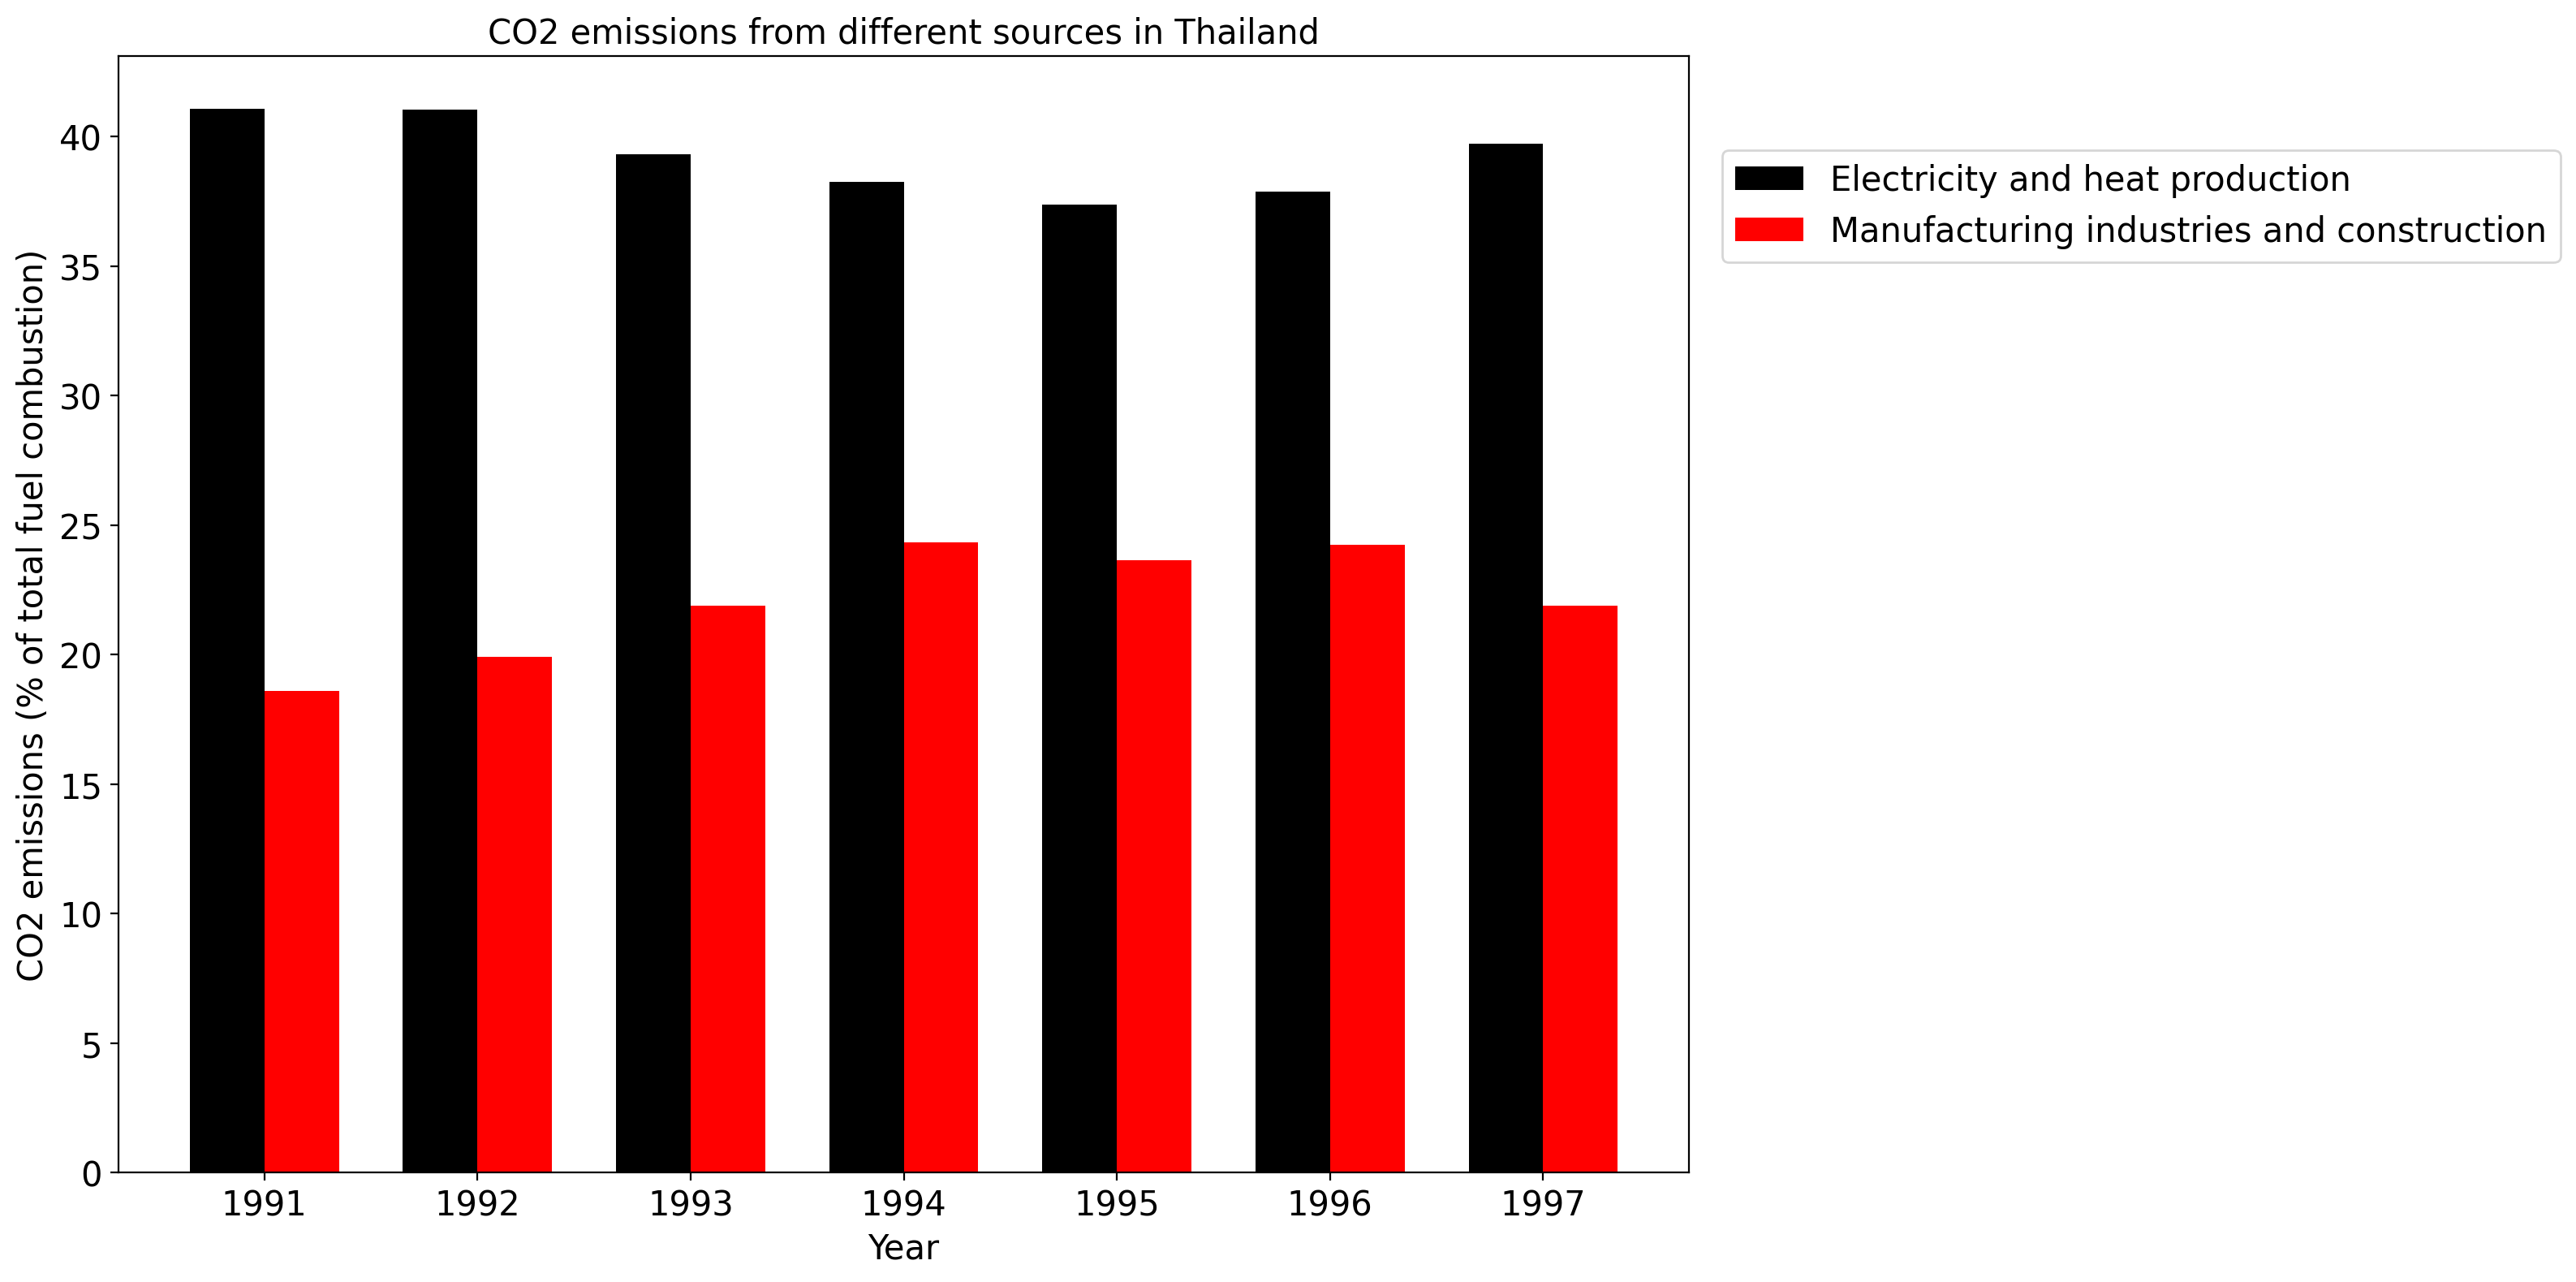 CO2 emissions from different sources in Thailand
CO2 emissions (% of total fuel combustion)
40
35
30
25
20
15
10
5
0
1991 1992 1993 1994 1995 1996 1997
Year
Electricity and heat production
Manufacturing industries and construction